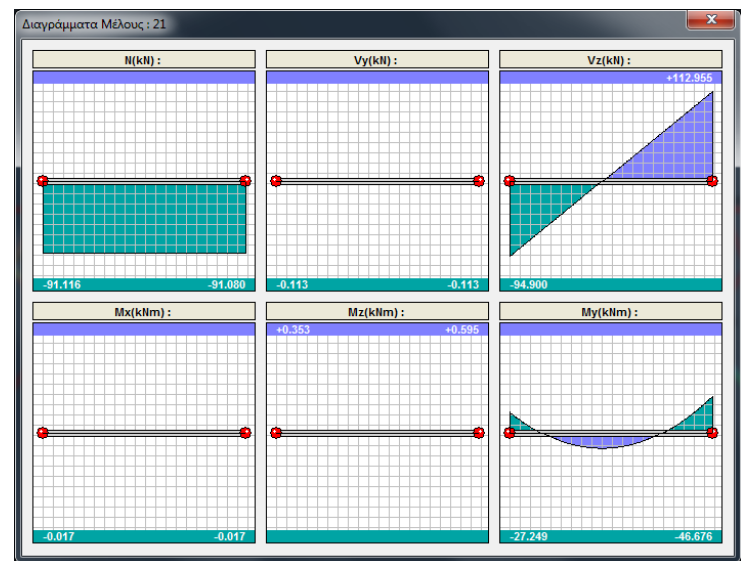 Διαγράμματα Μέλους : 21
N(kN) :
Vy(kN) :
Vz(kN) :
+112.955
-91.116 -91.080
-0.113 -0.113
-94.900
Mx(kNm) :
Mz(kNm) :
My(kNm) :
+0.353 +0.595
-0.017 -0.017
-27.249 -46.676